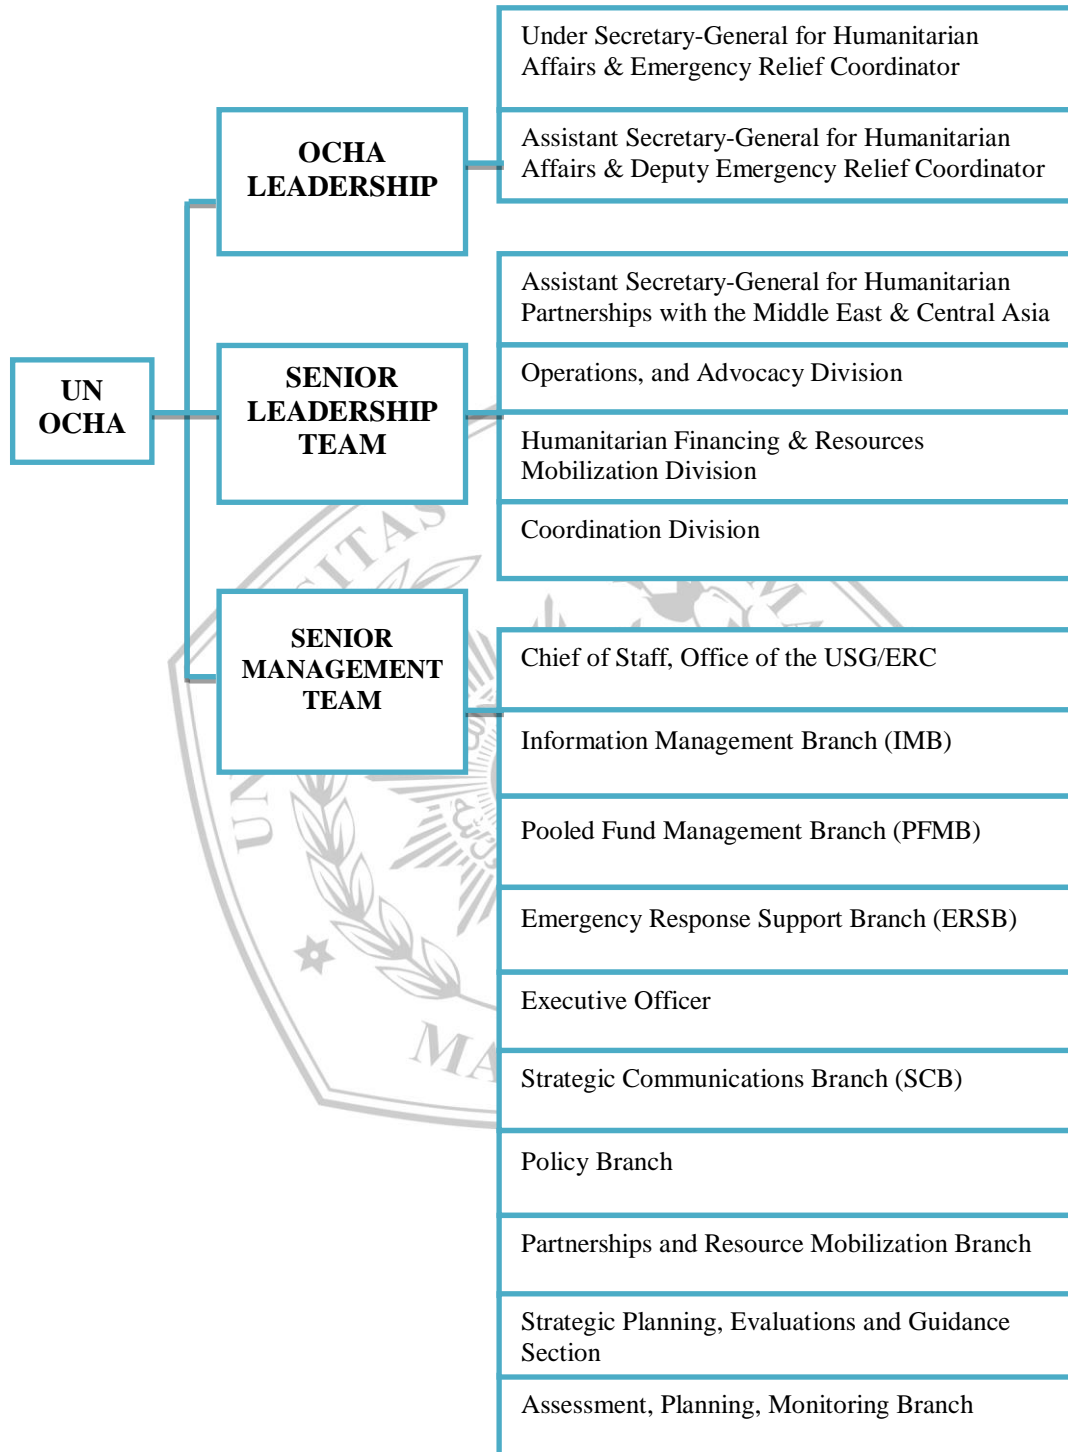 UN
OCHA
OCHA
LEADERSHIP
Under Secretary-General for Humanitarian
Affairs & Emergency Relief Coordinator
Assistant Secretary-General for Humanitarian
Affairs & Deputy Emergency Relief Coordinator
SENIOR
LEADERSHIP
TEAM
Assistant Secretary-General for Humanitarian
Partnerships with the Middle East & Central Asia
Operations, and Advocacy Division
Humanitarian Financing & Resources
Mobilization Division
Coordination Division
SENIOR
MANAGEMENT
TEAM
Chief of Staff, Office of the USG/ERC
Information Management Branch (IMB)
Pooled Fund Management Branch (PFMB)
Emergency Response Support Branch (ERSB)
Executive Officer
Strategic Communications Branch (SCB)
Policy Branch
Partnerships and Resource Mobilization Branch
Strategic Planning, Evaluations and Guidance
Section
Assessment, Planning, Monitoring Branch